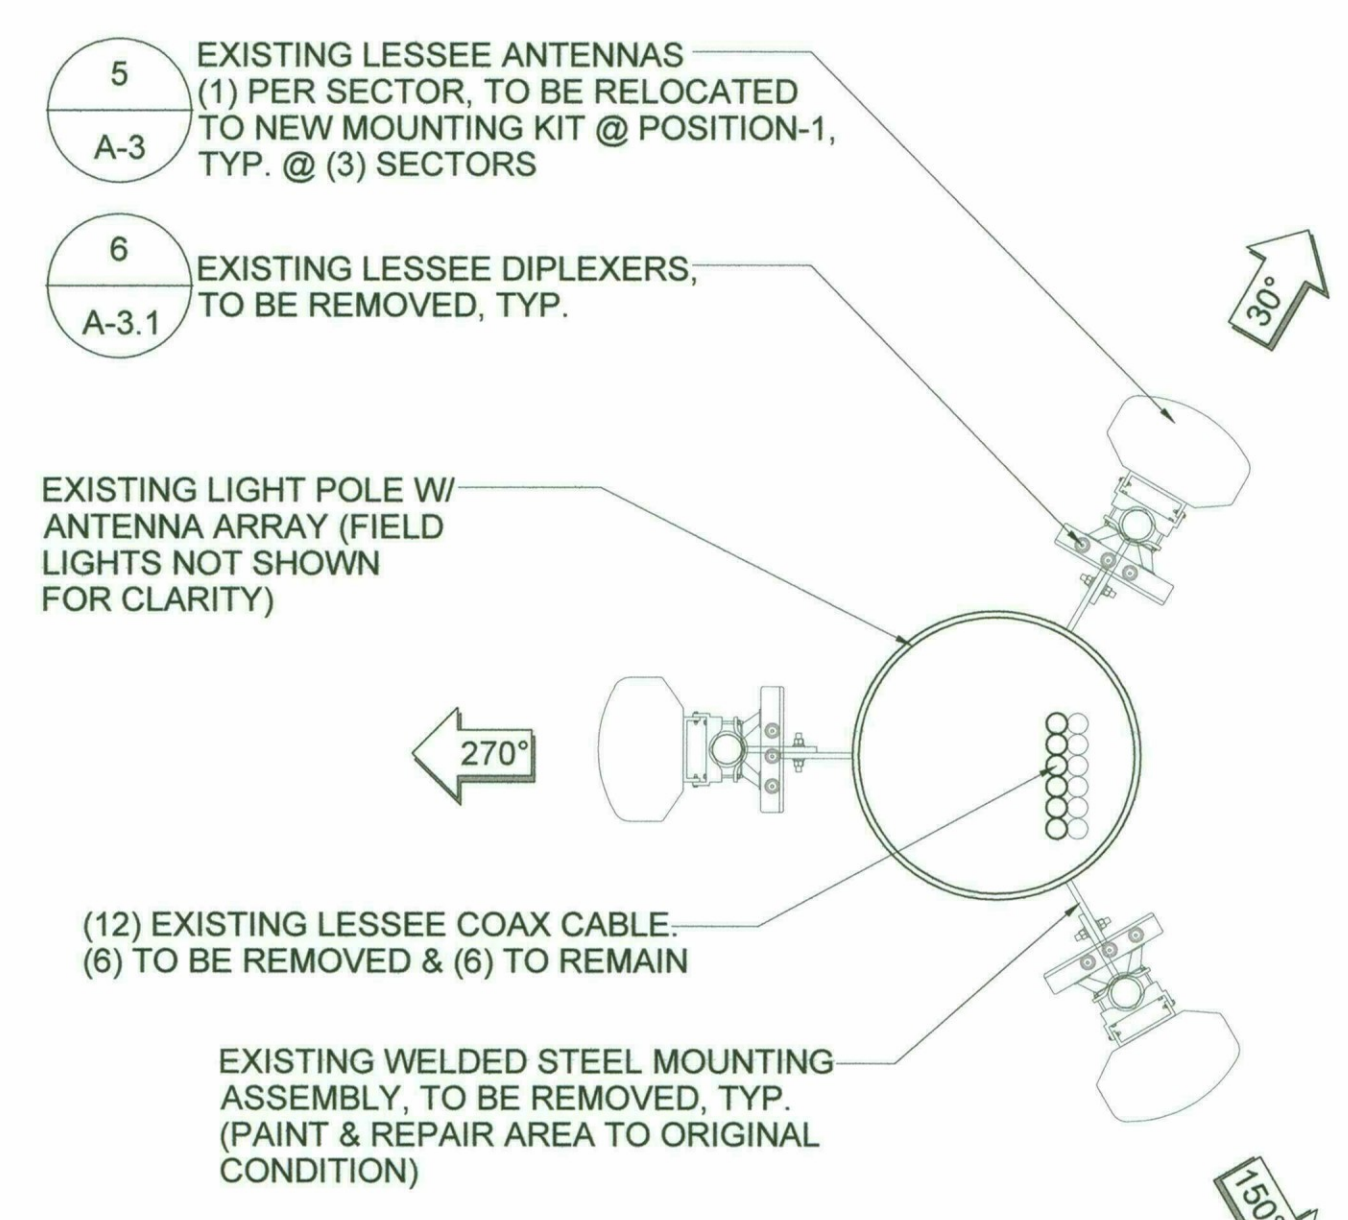 5
A-3
EXISTING LESSEE ANTENNAS
(1) PER SECTOR, TO BE RELOCATED
TO NEW MOUNTING KIT @ POSITION-1,
TYP. @ (3) SECTORS
6
A-3.1
EXISTING LESSEE DIPLEXERS,
TO BE REMOVED, TYP.
30°
EXISTING LIGHT POLE W/
ANTENNA ARRAY (FIELD
LIGHTS NOT SHOWN
FOR CLARITY)
270°
(12) EXISTING LESSEE COAX CABLE.
(6) TO BE REMOVED & (6) TO REMAIN
EXISTING WELDED STEEL MOUNTING
ASSEMBLY, TO BE REMOVED, TYP.
(PAINT & REPAIR AREA TO ORIGINAL
CONDITION)
150°